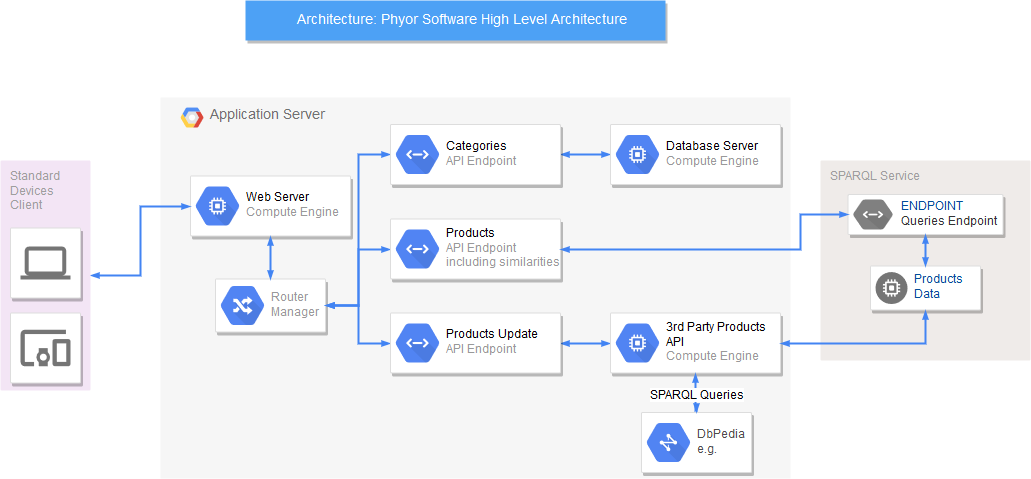 Architecture: Phyor Software High Level Architecture
Application Server
Standard
Devices
Client
Web Server
Compute Engine
Router
Manager
Categories
API Endpoint
Products
API Endpoint
including similarities
Products Update
API Endpoint
Database Server
Compute Engine
3rd Party Products
API
Compute Engine
SPARQL Queries
DbPedia
e.g.
SPARQL Service
ENDPOINT
Queries Endpoint
Products
Data